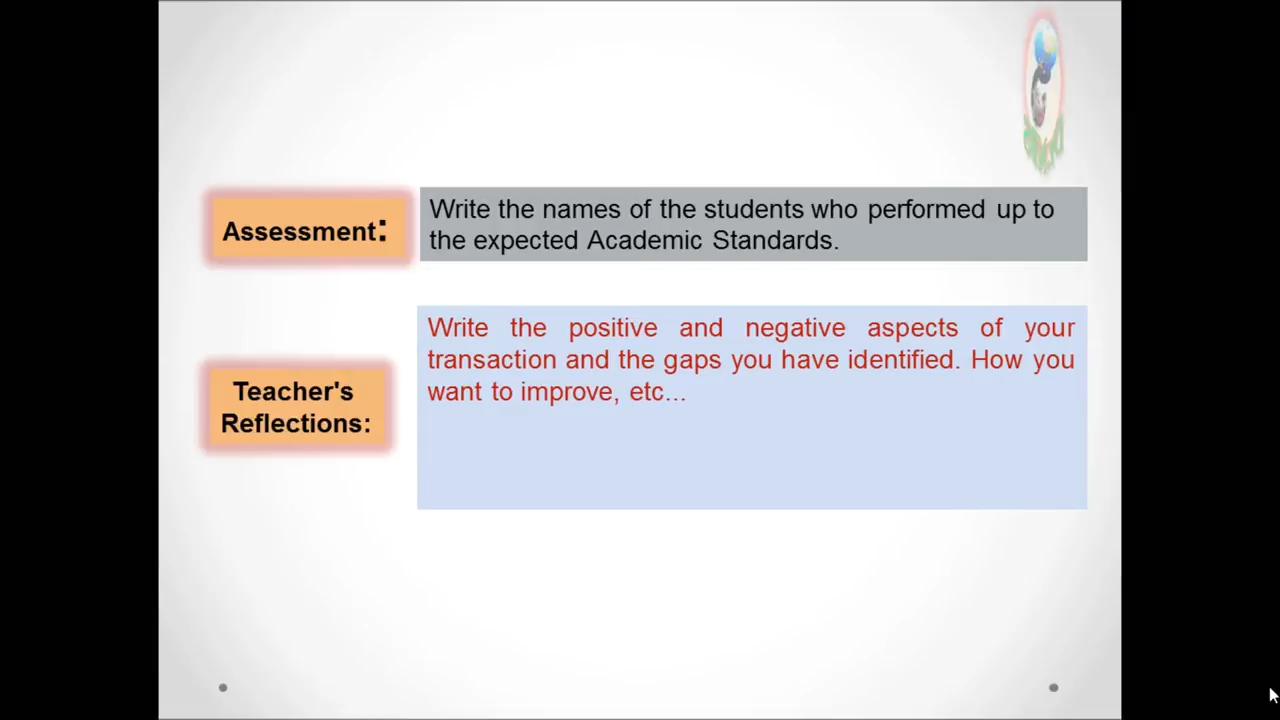 Assessment:
Write the names of the students who performed up to
the expected Academic Standards.
Teacher's
Reflections:
Write the positive and negative aspects of your
transaction and the gaps you have identified. How you
want to improve, etc...